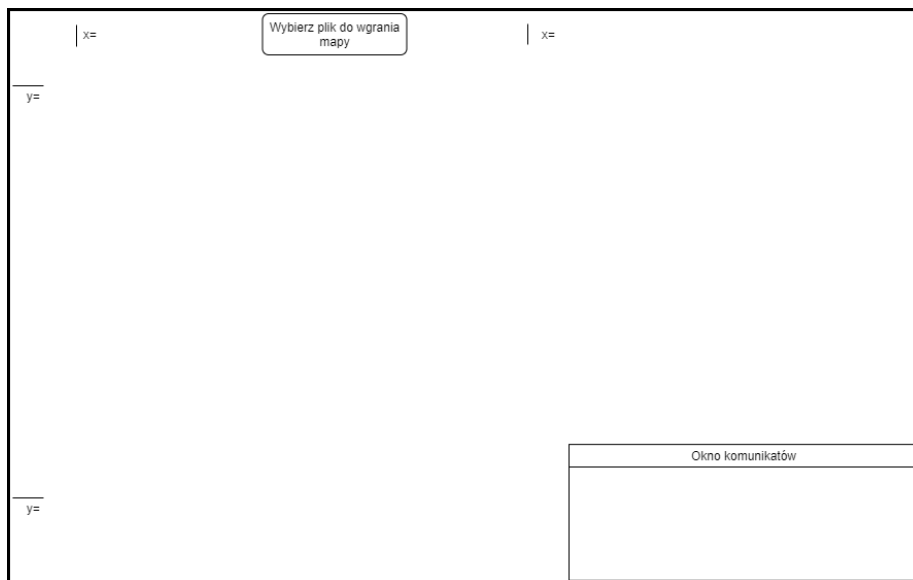 x=
Wybierz plik do wgrania
mapy
x=
y=
Okno komunikatów
y=